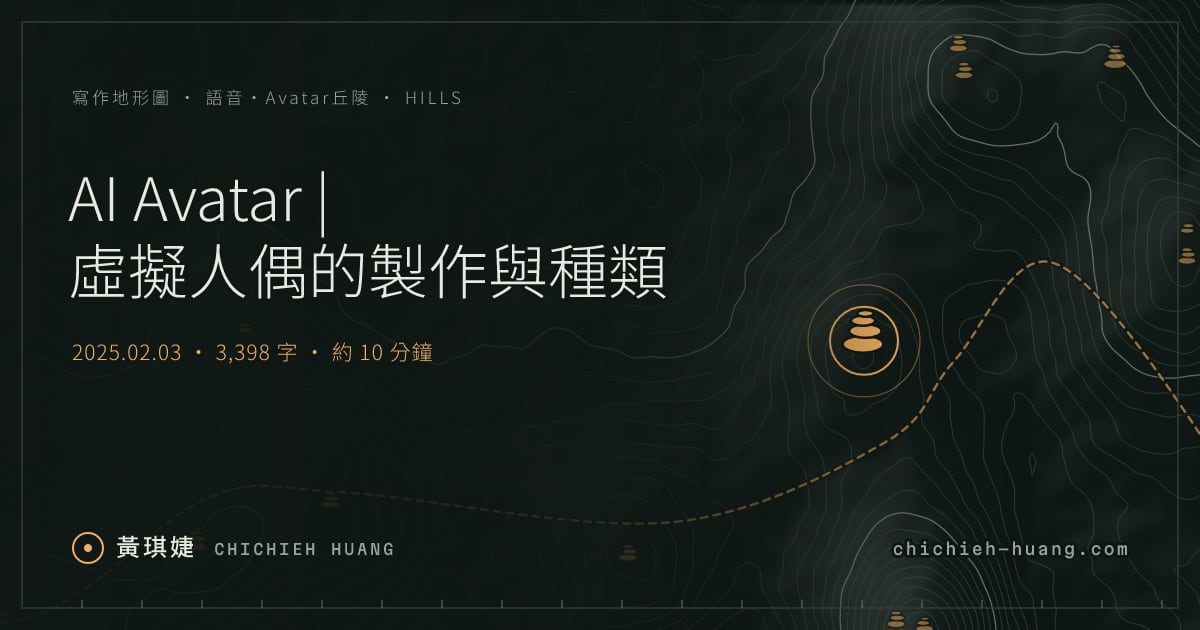 寫作地形圖 · 語音・Avatar丘陵 · HILLS
AI Avatar |
虛擬人偶的製作與種類
2025.02.03 · 3,398 字 · 約 10 分鐘
黃琪婕 CHICHIEH HUANG
chichieh-huang.com